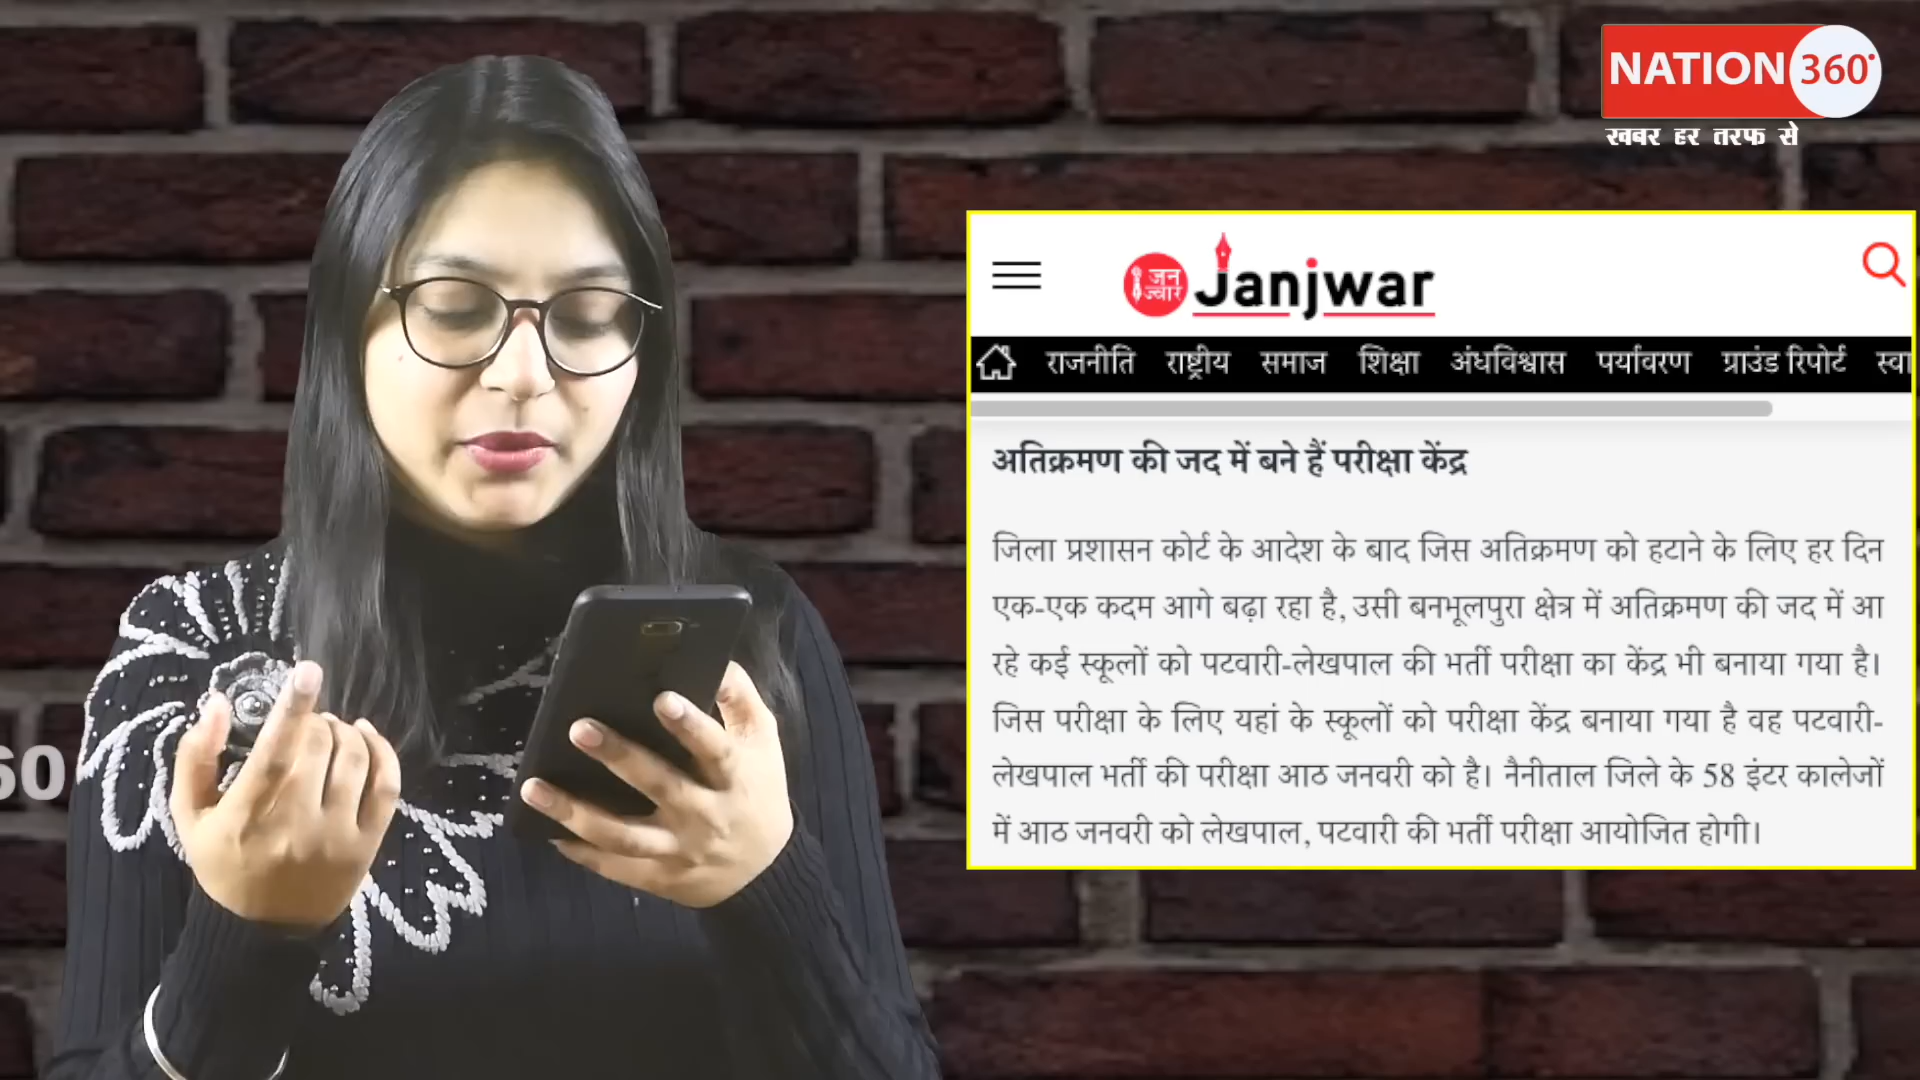 NATION 360°
खबर हर तरफ से
जन
ज्वार
Janjwar
राजनीति राष्ट्रीय समाज शिक्षा अंधविश्वास पर्यावरण ग्राउंड रिपोर्ट स्वा
अतिक्रमण की जद में बने हैं परीक्षा केंद्र
जिला प्रशासन कोर्ट के आदेश के बाद जिस अतिक्रमण को हटाने के लिए हर दिन
एक-एक कदम आगे बढ़ा रहा है, उसी बनभूलपुरा क्षेत्र में अतिक्रमण की जद में आ
रहे कई स्कूलों को पटवारी-लेखपाल की भर्ती परीक्षा का केंद्र भी बनाया गया है।
जिस परीक्षा के लिए यहां के स्कूलों को परीक्षा केंद्र बनाया गया है वह पटवारी-
लेखपाल भर्ती की परीक्षा आठ जनवरी को है। नैनीताल जिले के 58 इंटर कालेजों
में आठ जनवरी को लेखपाल, पटवारी की भर्ती परीक्षा आयोजित होगी।
60